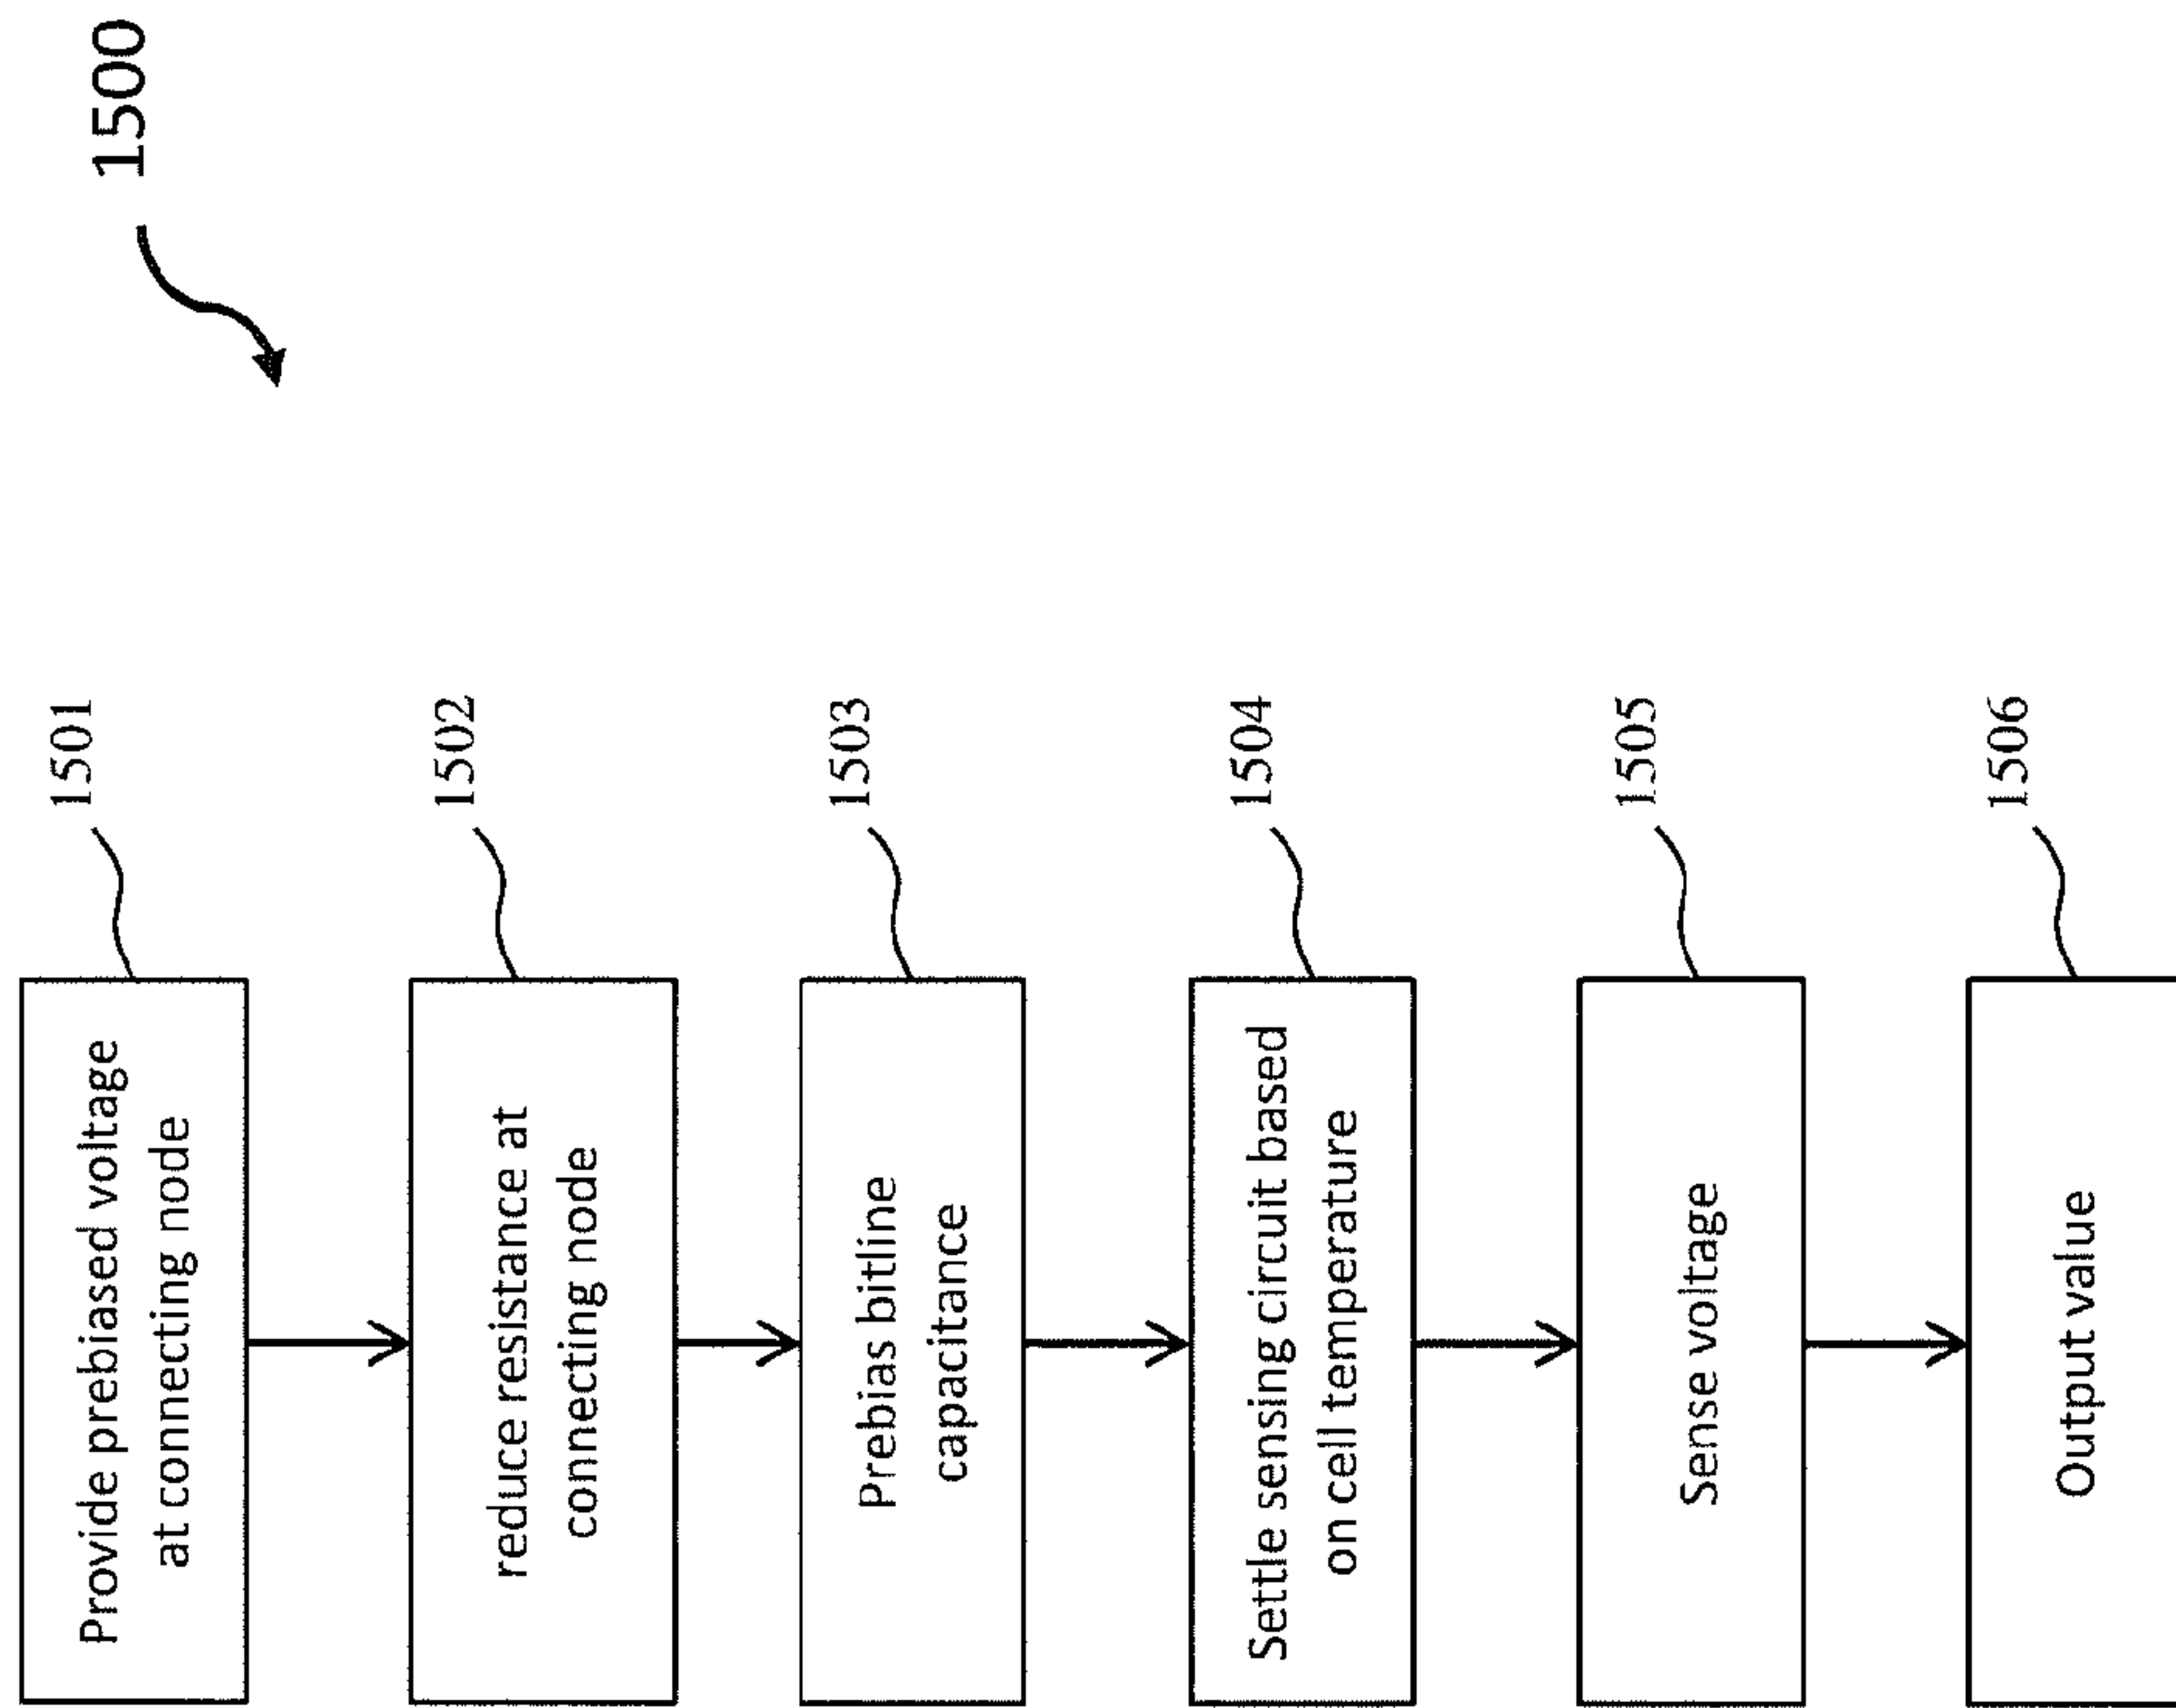 1500
Provide prebiased voltage
at connecting node
1501
reduce resistance at
connecting node
1502
Prebias bitline
capacitance
1503
Settle sensing circuit based
on cell temperature
1504
Sense voltage
1505
Output value
1506